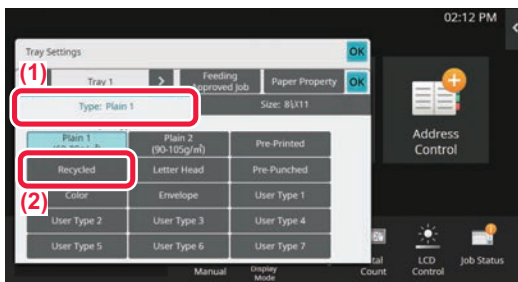 02:12 PM
Tray Settings
OK
(1)
Tray 1
>
Feeding
Approved Job
Paper Property
OK
Type: Plain 1
Size: 8½X11
Plain 1
Plain 2
(90-105g/㎡)
Pre-Printed
Recycled
Letter Head
Pre-Punched
(2)
Color
Envelope
User Type 1
User Type 2
User Type 3
User Type 4
User Type 5
User Type 6
User Type 7
Address
Control
Manual
Display
Mode
Count
LCD
Control
Job Status